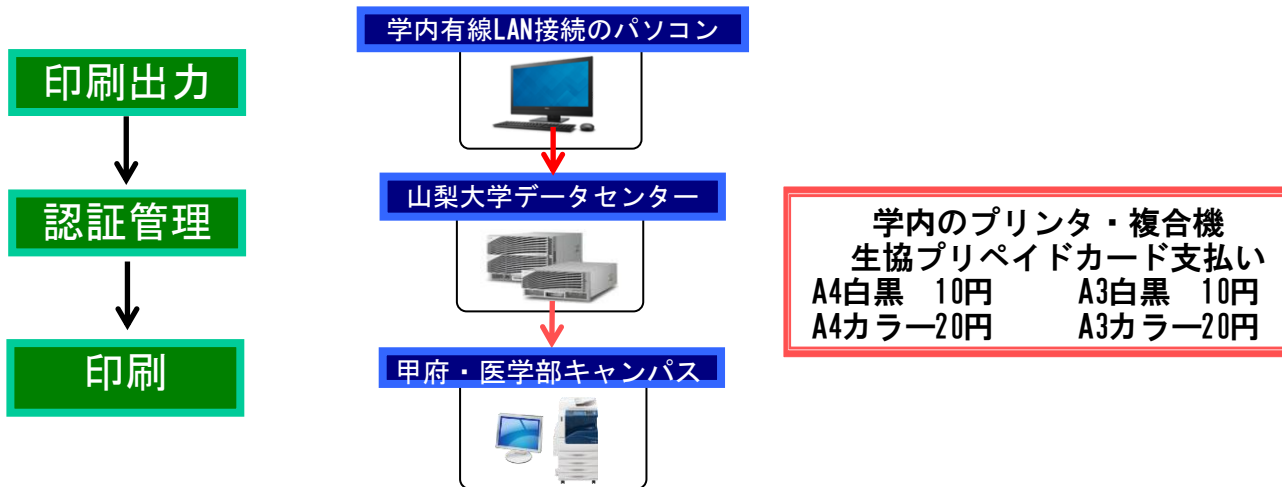 印刷出力
認証管理
印刷
学内有線LAN接続のパソコン
山梨大学データセンター
甲府・医学部キャンパス
学内のプリンタ・複合機
生協プリペイドカード支払い
A4白黒　10円　　　A3白黒　10円
A4カラー20円　　　A3カラー20円